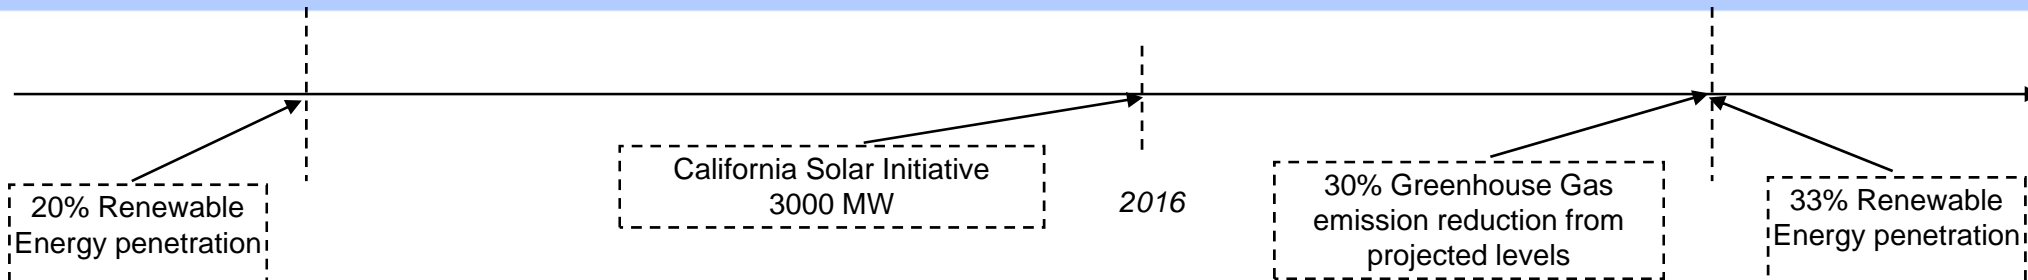 20% Renewable
Energy penetration
California Solar Initiative
3000 MW
2016
30% Greenhouse Gas
emission reduction from
projected levels
33% Renewable
Energy penetration